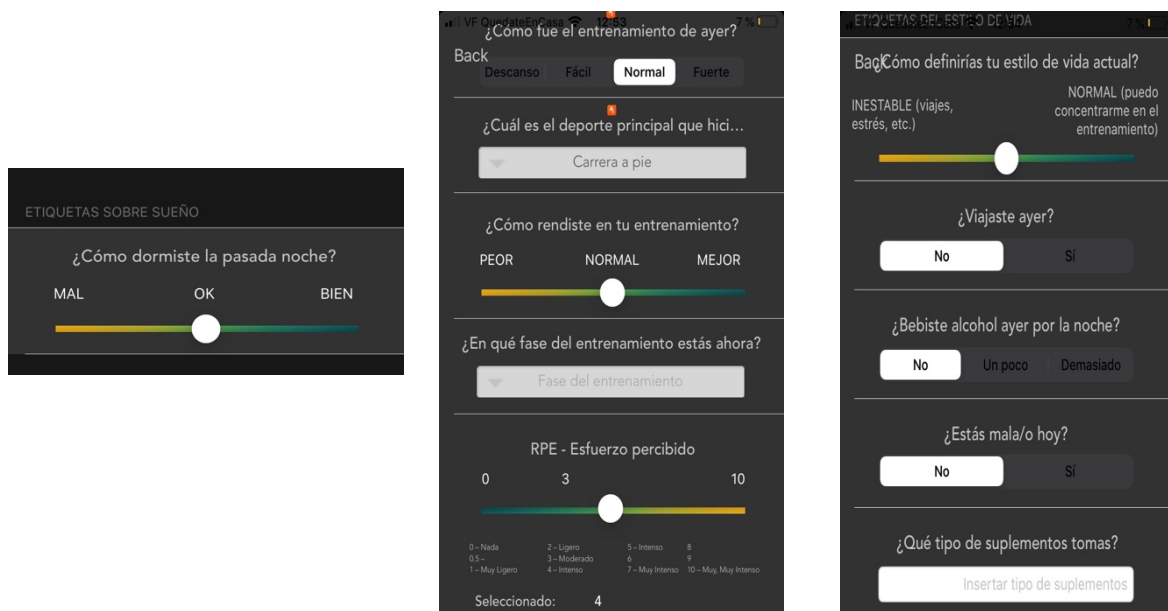 ETIQUETAS SOBRE SUEÑO
¿Cómo dormiste la pasada noche?
MAL OK BIEN
VF QuedateEnCasa 12:53 7 %
¿Cómo fue el entrenamiento de ayer?
Back
Descanso Fácil Normal Fuerte
¿Cuál es el deporte principal que hici...
Carrera a pie
¿Cómo rendiste en tu entrenamiento?
PEOR NORMAL MEJOR
¿En qué fase del entrenamiento estás ahora?
Fase del entrenamiento
RPE - Esfuerzo percibido
0 3 10
0 – Nada 2 – Ligero 5 – Intenso 8
0.5 – 3 – Moderado 6 9
1 – Muy Ligero 4 – Intenso 7 – Muy Intenso 10 – Muy, Muy Intenso
Seleccionado: 4
ETIQUETAS DEL ESTILO DE VIDA
7 %
Back
¿Cómo definirías tu estilo de vida actual?
INESTABLE (viajes,
estrés, etc.)
NORMAL (puedo
concentrarme en el
entrenamiento)
¿Viajaste ayer?
No Sí
¿Bebiste alcohol ayer por la noche?
No Un poco Demasiado
¿Estás mala/o hoy?
No Sí
¿Qué tipo de suplementos tomas?
Insertar tipo de suplementos